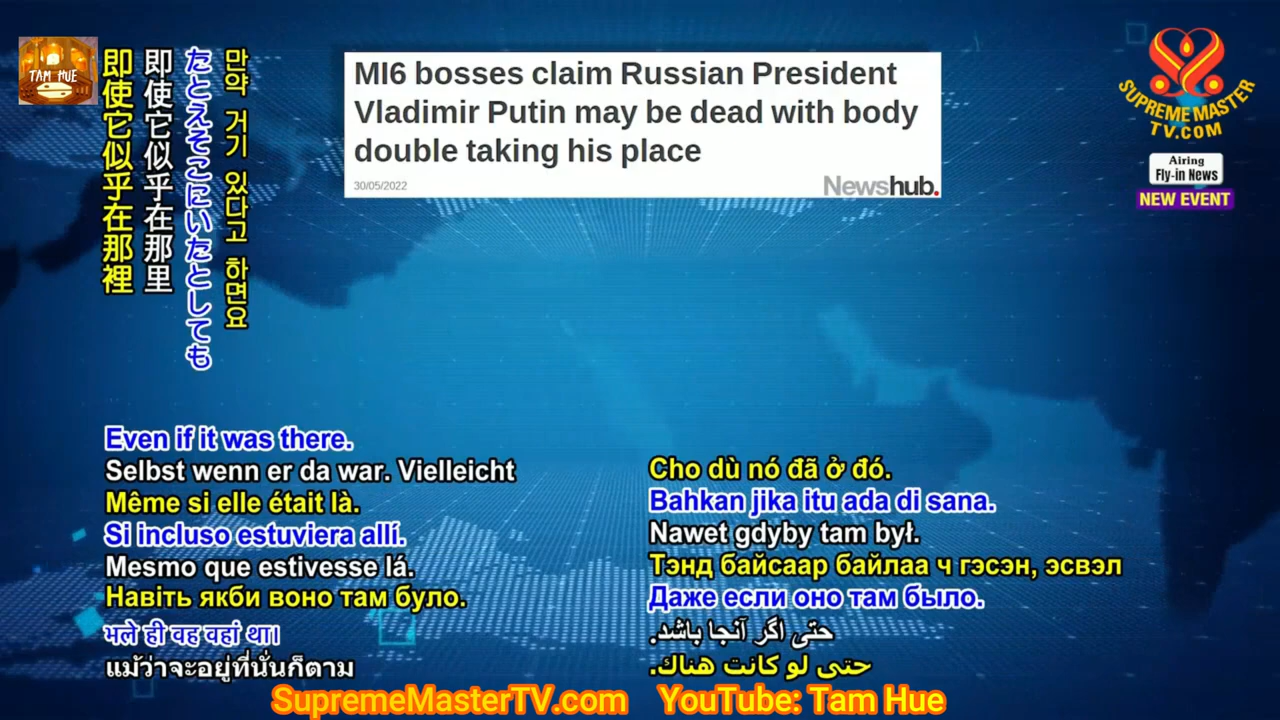 TAM HUE
即使它似乎在那裡
即使它似乎在那里
たとえそこにいたとしても
만약 거기 있다고 하면요
MI6 bosses claim Russian President
Vladimir Putin may be dead with body
double taking his place
30/05/2022
Newshub.
SUPREME MASTER
TV.COM
Airing
Fly-in News
NEW EVENT
Even if it was there.
Selbst wenn er da war. Vielleicht
Même si elle était là.
Si incluso estuviera allí.
Mesmo que estivesse lá.
Навіть якби воно там було.
भले ही वह वहां था।
แม้ว่าจะอยู่ที่นั่นก็ตาม
Cho dù nó đã ở đó.
Bahkan jika itu ada di sana.
Nawet gdyby tam był.
Тэнд байсаар байлаа ч гэсэн, эсвэл
Даже если оно там было.
حتی اگر آنجا باشد.
حتى لو كانت هناك.
SupremeMasterTV.com YouTube: Tam Hue